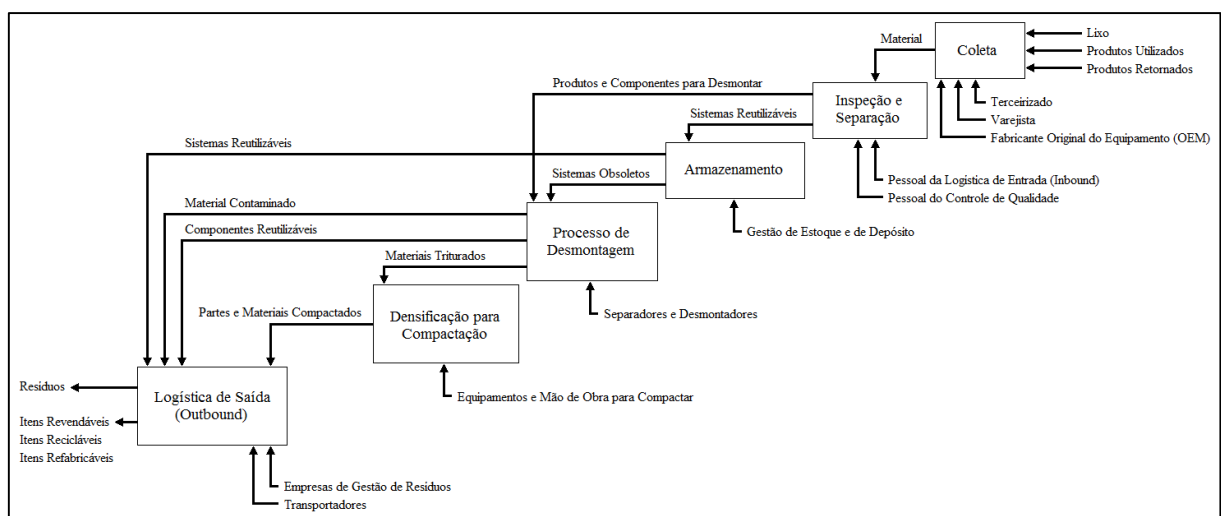 Lixo
Material
Coleta
Produtos Utilizados
Produtos Retornados
Produtos e Componentes para Desmontar
Inspeção e
Separação
Terceirizado
Sistemas Reutilizáveis
Varejista
Fabricante Original do Equipamento (OEM)
Sistemas Reutilizáveis
Armazenamento
Sistemas Obsoletos
Pessoal da Logística de Entrada (Inbound)
Pessoal do Controle de Qualidade
Material Contaminado
Componentes Reutilizáveis
Processo de
Desmontagem
Gestão de Estoque e de Depósito
Materiais Triturados
Partes e Materiais Compactados
Densificação para
Compactação
Separadores e Desmontadores
Resíduos
Logística de Saída
(Outbound)
Equipamentos e Mão de Obra para Compactar
Itens Revendáveis
Itens Recicláveis
Itens Refabricáveis
Empresas de Gestão de Resíduos
Transportadores